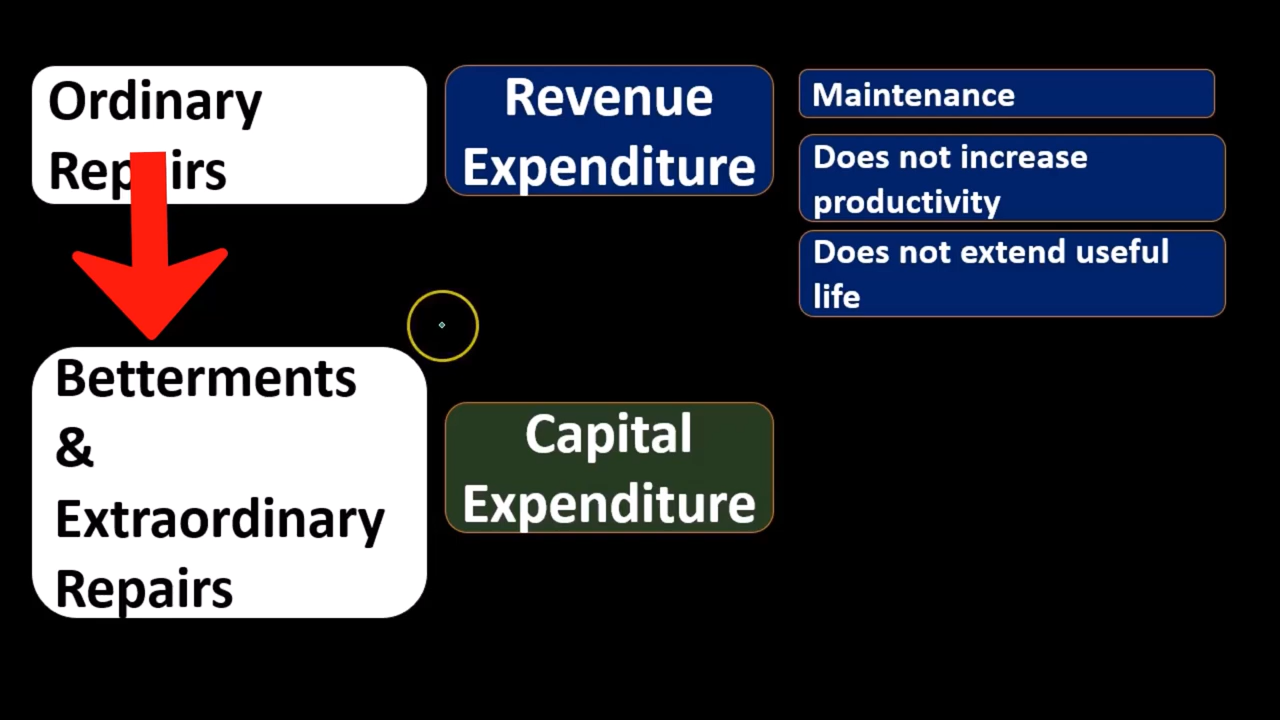 Ordinary
Repairs
Revenue
Expenditure
Maintenance
Does not increase
productivity
Does not extend useful
life
Betterments
&
Extraordinary
Repairs
Capital
Expenditure